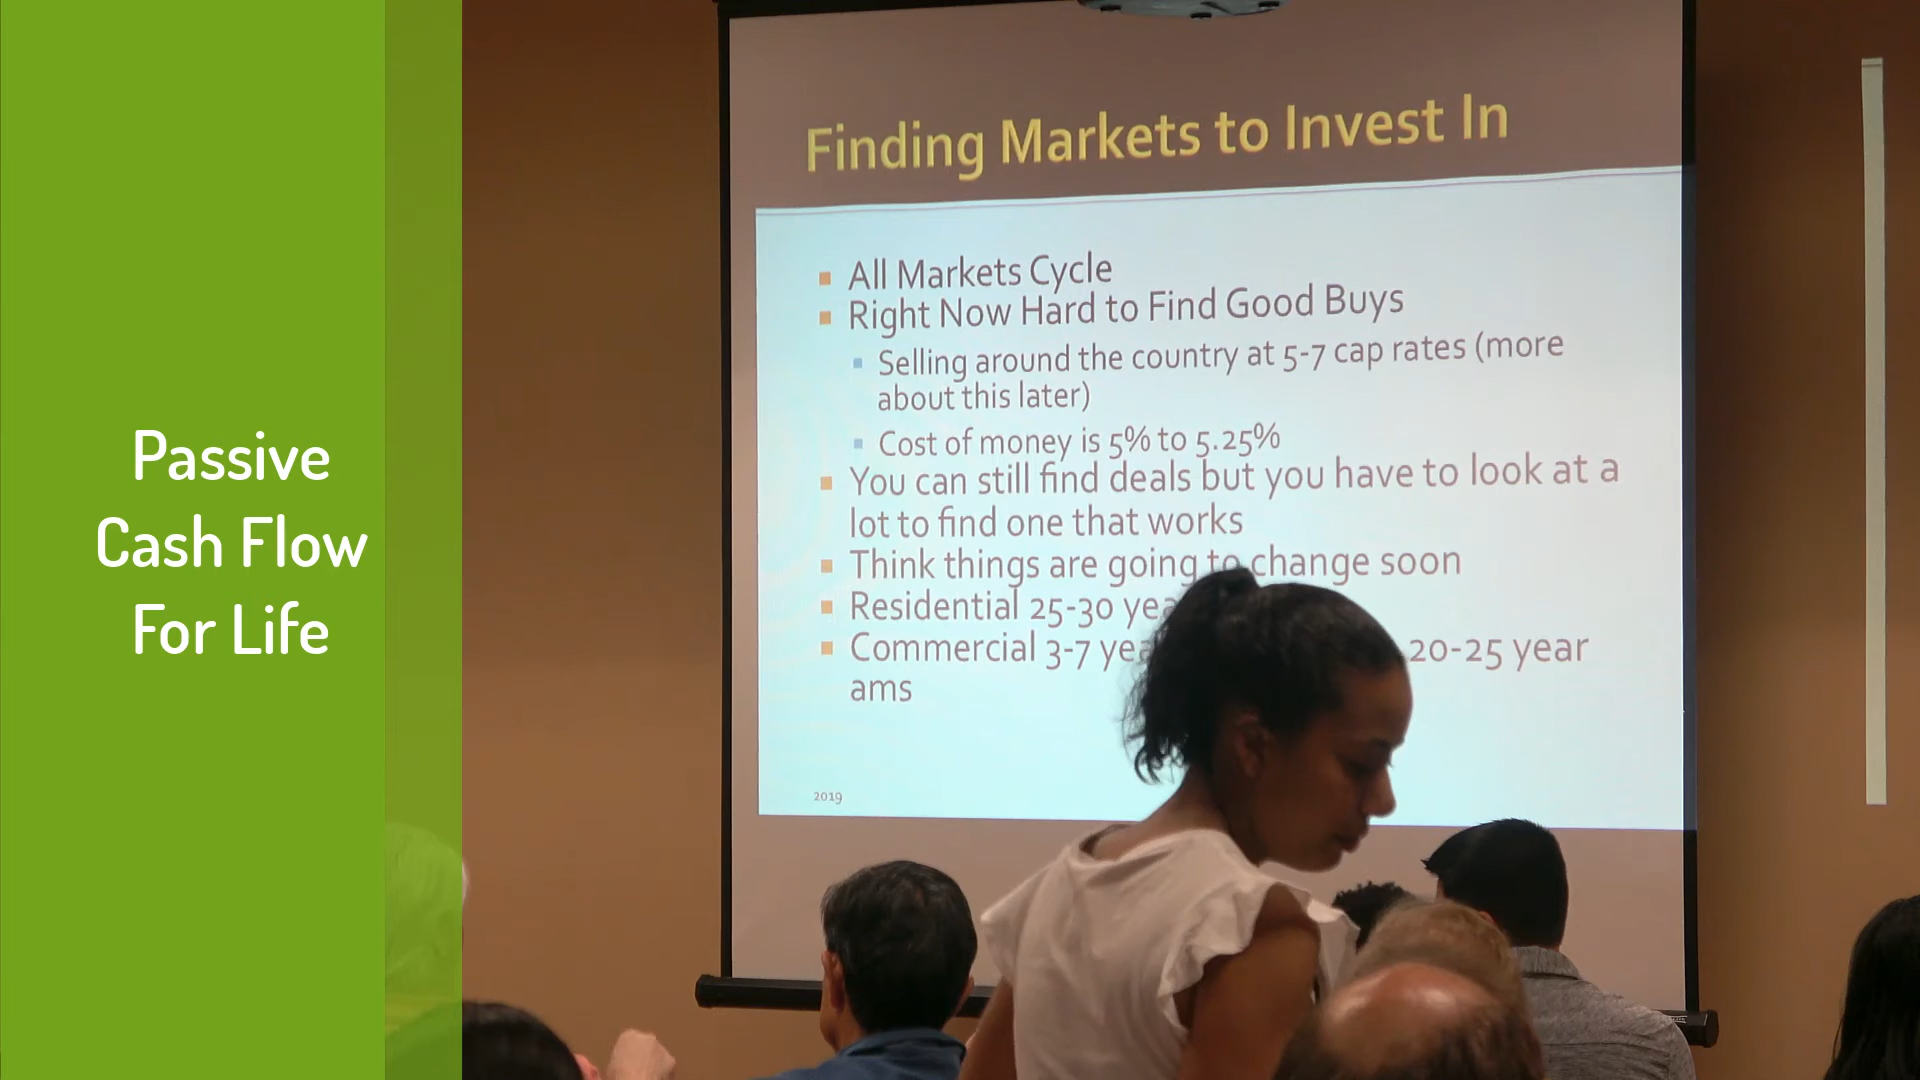 Passive
Cash Flow
For Life
Finding Markets to Invest In
All Markets Cycle
Right Now Hard to Find Good Buys
Selling around the country at 5-7 cap rates (more
about this later)
Cost of money is 5% to 5.25%
You can still find deals but you have to look at a
lot to find one that works
Think things are going to change soon
Residential 25-30
Commercial 3-7 20-25 year
ams
2019